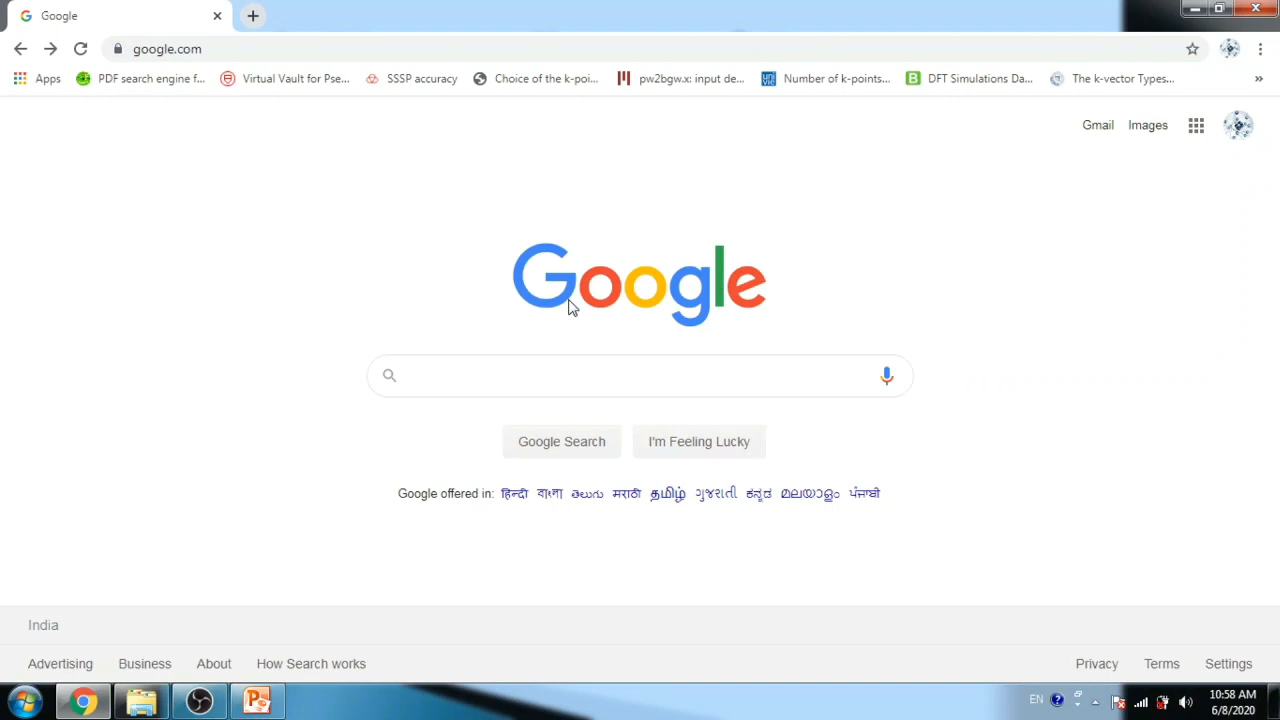 Google
google.com
Apps PDF search engine f... Virtual Vault for Pse... SSSP accuracy Choice of the k-poi... pw2bgw.x: input de... Number of k-points... DFT Simulations Da... The k-vector Types...
Gmail Images
Google
Google Search I'm Feeling Lucky
Google offered in: हिन्दी বাংলা తెలుగు मराठी தமிழ் ગુજરાતી ಕನ್ನಡ മലയാളം ਪੰਜਾਬੀ
India
Advertising Business About How Search works Privacy Terms Settings
EN 10:58 AM
6/8/2020